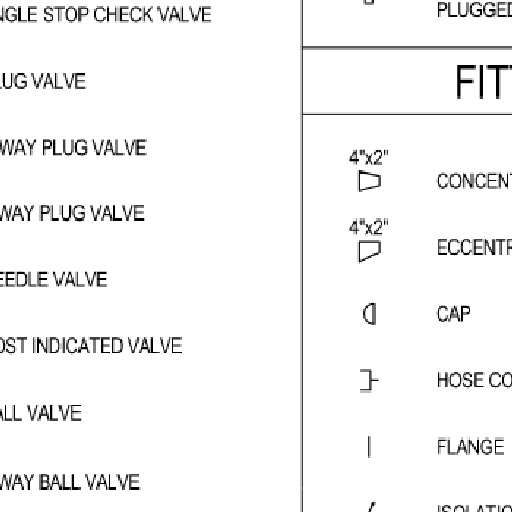 NGLE STOP CHECK VALVE
LUG VALVE
WAY PLUG VALVE
WAY PLUG VALVE
EEDLE VALVE
OST INDICATED VALVE
ALL VALVE
WAY BALL VALVE
PLUGGED
FIT
4"x2"
CONCENT
4"x2"
ECCENTR
CAP
HOSE CO
FLANGE
ISOLATIO